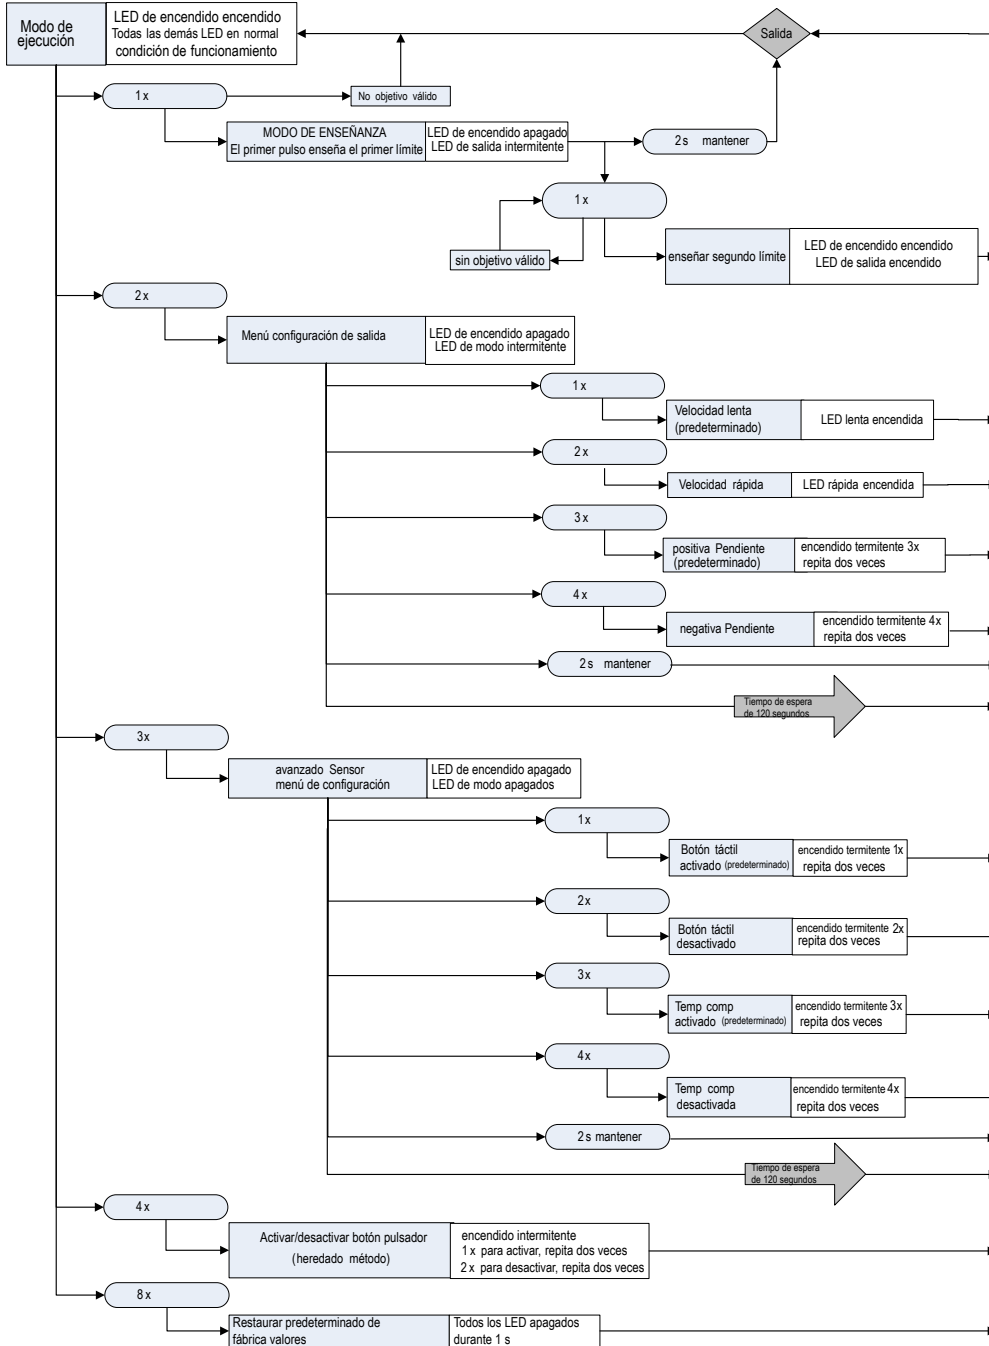 Modo de
ejecución
LED de encendido encendido
Todas las demás LED en normal
condición de funcionamiento
Salida
1 x
No objetivo válido
MODO DE ENSEÑANZA
El primer pulso enseña el primer límite
LED de encendido apagado
LED de salida intermitente
2 s mantener
1 x
sin objetivo válido
enseñar segundo límite
LED de encendido encendido
LED de salida encendido
2 x
Menú configuración de salida
LED de encendido apagado
LED de modo intermitente
1 x
Velocidad lenta
(predeterminado)
LED lenta encendida
2 x
Velocidad rápida
LED rápida encendida
3 x
positiva Pendiente
(predeterminado)
encendido termitente 3x
repita dos veces
4 x
negativa Pendiente
encendido termitente 4x
repita dos veces
2 s mantener
Tiempo de espera
de 120 segundos
3 x
avanzado Sensor
menú de configuración
LED de encendido apagado
LED de modo apagados
1 x
Botón táctil
activado (predeterminado)
encendido termitente 1x
repita dos veces
2 x
Botón táctil
desactivado
encendido termitente 2x
repita dos veces
3 x
Temp comp
activado (predeterminado)
encendido termitente 3x
repita dos veces
4 x
Temp comp
desactivada
encendido termitente 4x
repita dos veces
2 s mantener
Tiempo de espera
de 120 segundos
4 x
Activar/desactivar botón pulsador
(heredado método)
encendido intermitente
1 x para activar, repita dos veces
2 x para desactivar, repita dos veces
8 x
Restaurar predeterminado de
fábrica valores
Todos los LED apagados
durante 1 s